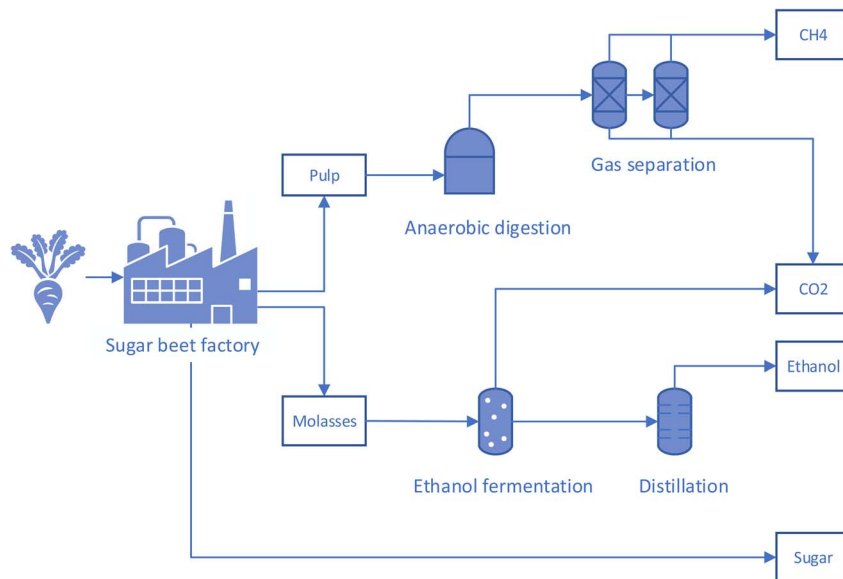 CH4
Gas separation
Pulp
Anaerobic digestion
CO2
Sugar beet factory
Ethanol
Molasses
Ethanol fermentation
Distillation
Sugar